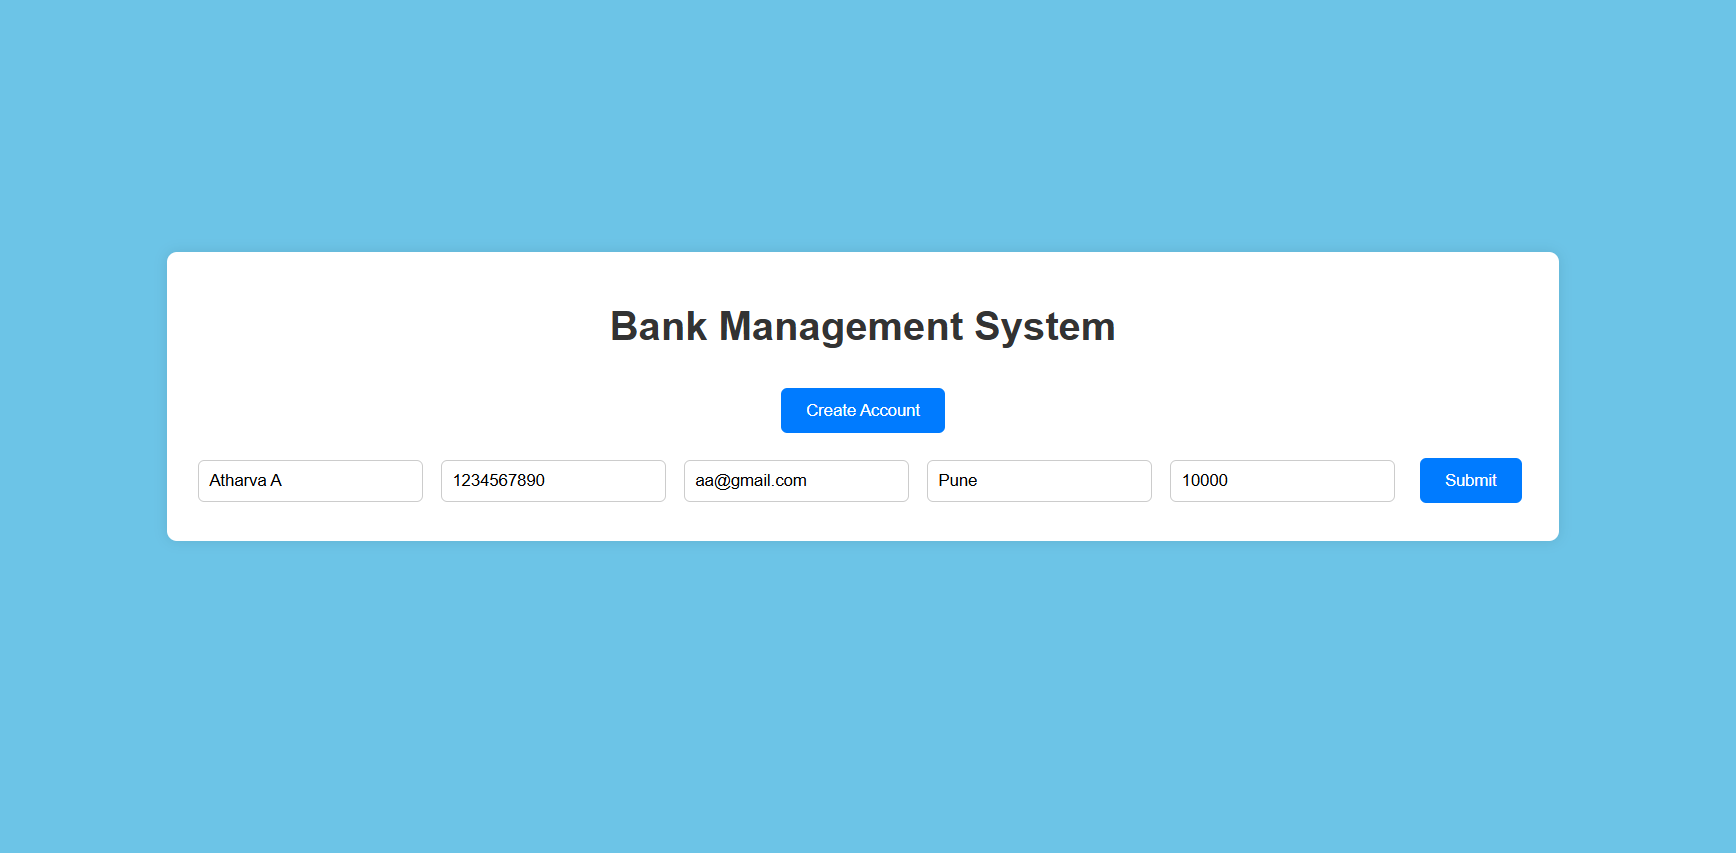 Bank Management System
Create Account
Atharva A 1234567890 aa@gmail.com Pune 10000 Submit